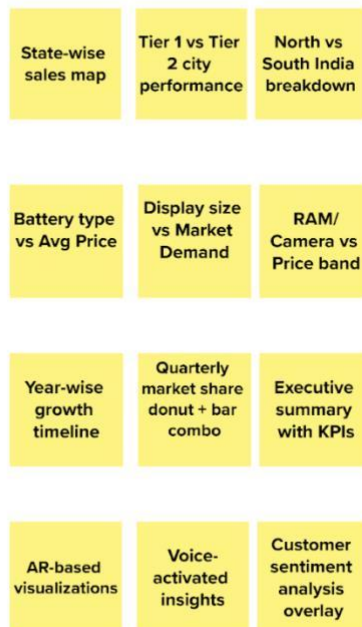 State-wise
sales map
Tier 1 vs Tier
2 city
performance
North vs
South India
breakdown
Battery type
vs Avg Price
Display size
vs Market
Demand
RAM/
Camera vs
Price band
Year-wise
growth
timeline
Quarterly
market share
donut + bar
combo
Executive
summary
with KPIs
AR-based
visualizations
Voice-
activated
insights
Customer
sentiment
analysis
overlay